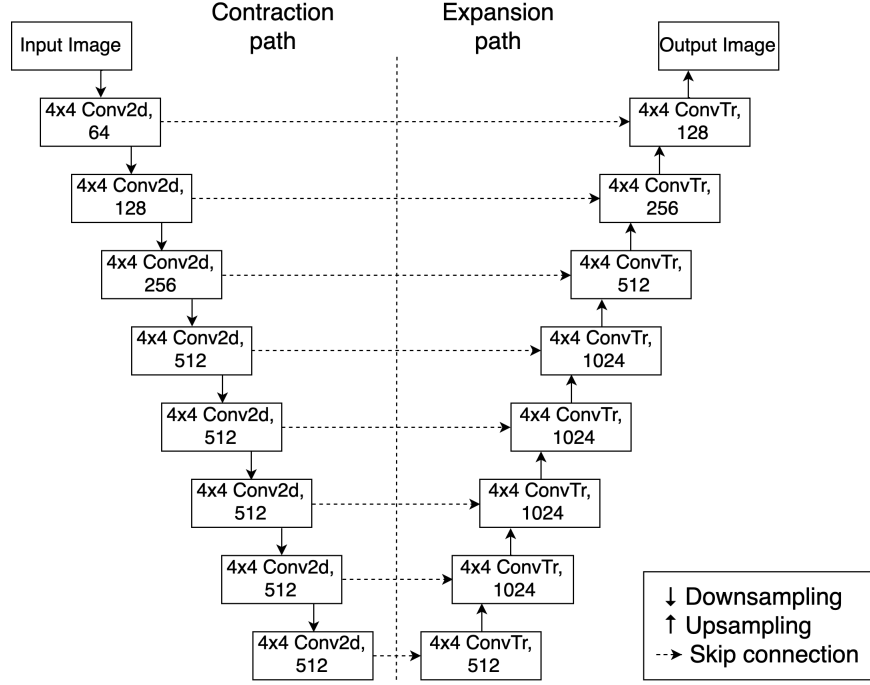 Contraction
path
Expansion
path
Input Image
Output Image
4x4 Conv2d,
64
4x4 ConvTr,
128
4x4 Conv2d,
128
4x4 ConvTr,
256
4x4 Conv2d,
256
4x4 ConvTr,
512
4x4 Conv2d,
512
4x4 ConvTr,
1024
4x4 Conv2d,
512
4x4 ConvTr,
1024
4x4 Conv2d,
512
4x4 ConvTr,
1024
4x4 Conv2d,
512
4x4 ConvTr,
1024
4x4 Conv2d,
512
4x4 ConvTr,
512
Downsampling
Upsampling
Skip connection